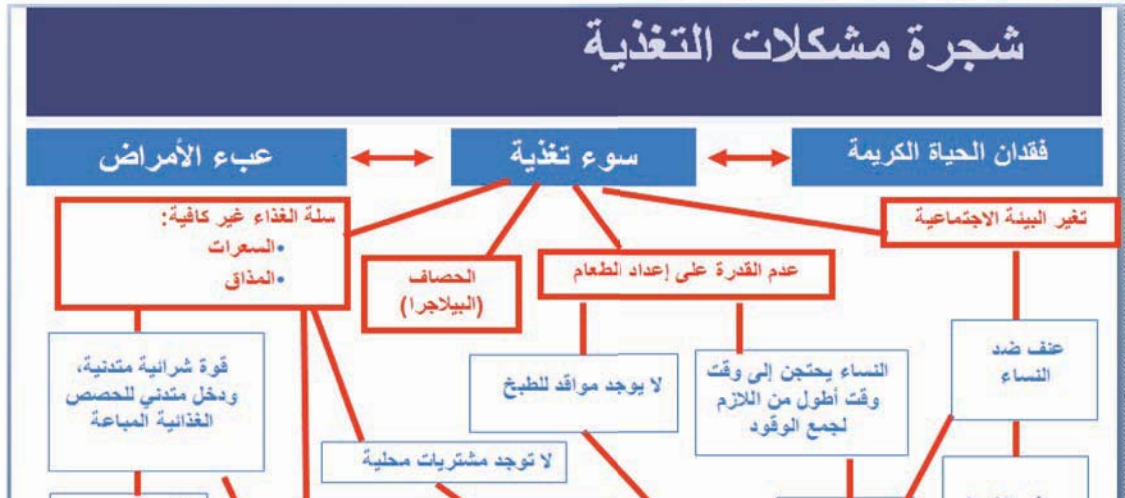 شجرة مشكلات التغذية
فقدان الحياة الكريمة
سوء تغذية
عبء الأمراض
تغير البيئة الاجتماعية
عدم القدرة على إعداد الطعام
الحصاف
(البيلاجرا)
سلة الغذاء غير كافية:
•السعرات
•المذاق
عنف ضد
النساء
النساء يحتجن إلى وقت
وقت أطول من اللازم
لجمع الوقود
لا يوجد مواقد للطبخ
قوة شرائية متدنية،
ودخل متدني للحصص
الغذائية المباعة
لا توجد مشتريات محلية